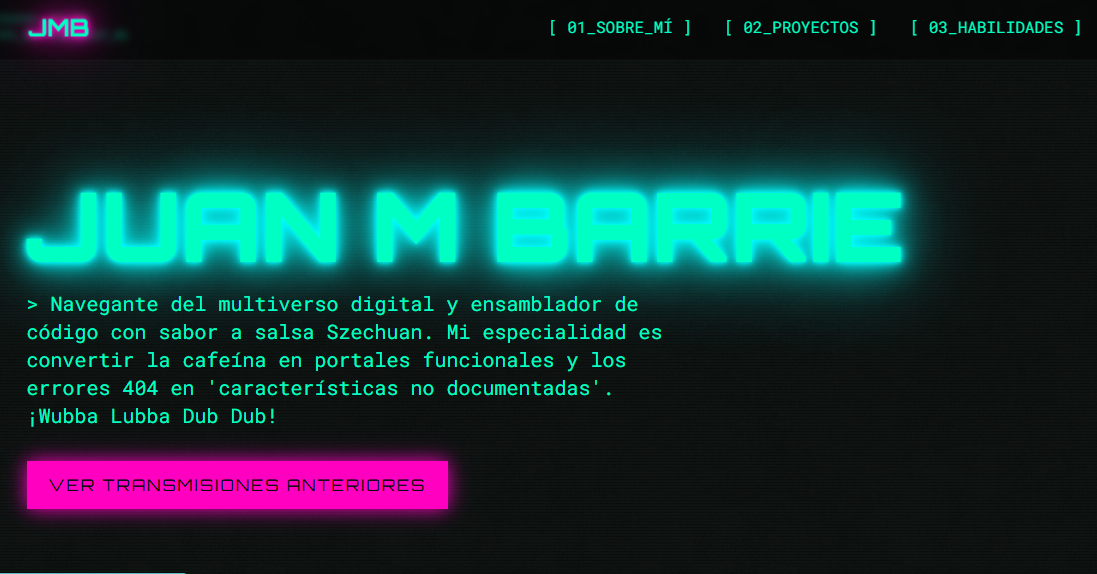 JMB
[ 01_SOBRE_MÍ ] [ 02_PROYECTOS ] [ 03_HABILIDADES ]
JUAN M BARRIE
> Navegante del multiverso digital y ensamblador de
código con sabor a salsa Szechuan. Mi especialidad es
convertir la cafeína en portales funcionales y los
errores 404 en 'características no documentadas'.
¡Wubba Lubba Dub Dub!
VER TRANSMISIONES ANTERIORES